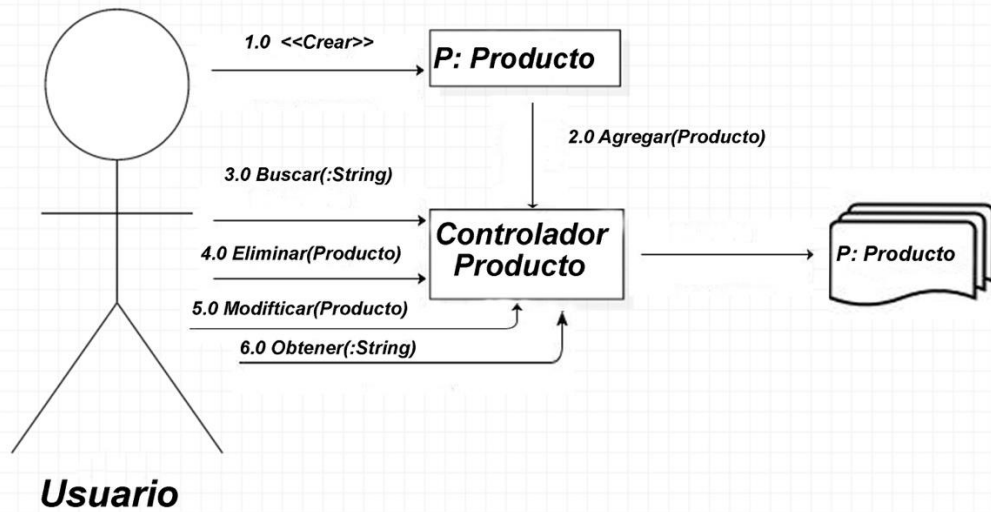 1.0 <<Crear>>
P: Producto
2.0 Agregar(Producto)
3.0 Buscar(:String)
Controlador
Producto
4.0 Eliminar(Producto)
P: Producto
5.0 Modifticar(Producto)
6.0 Obtener(:String)
Usuario